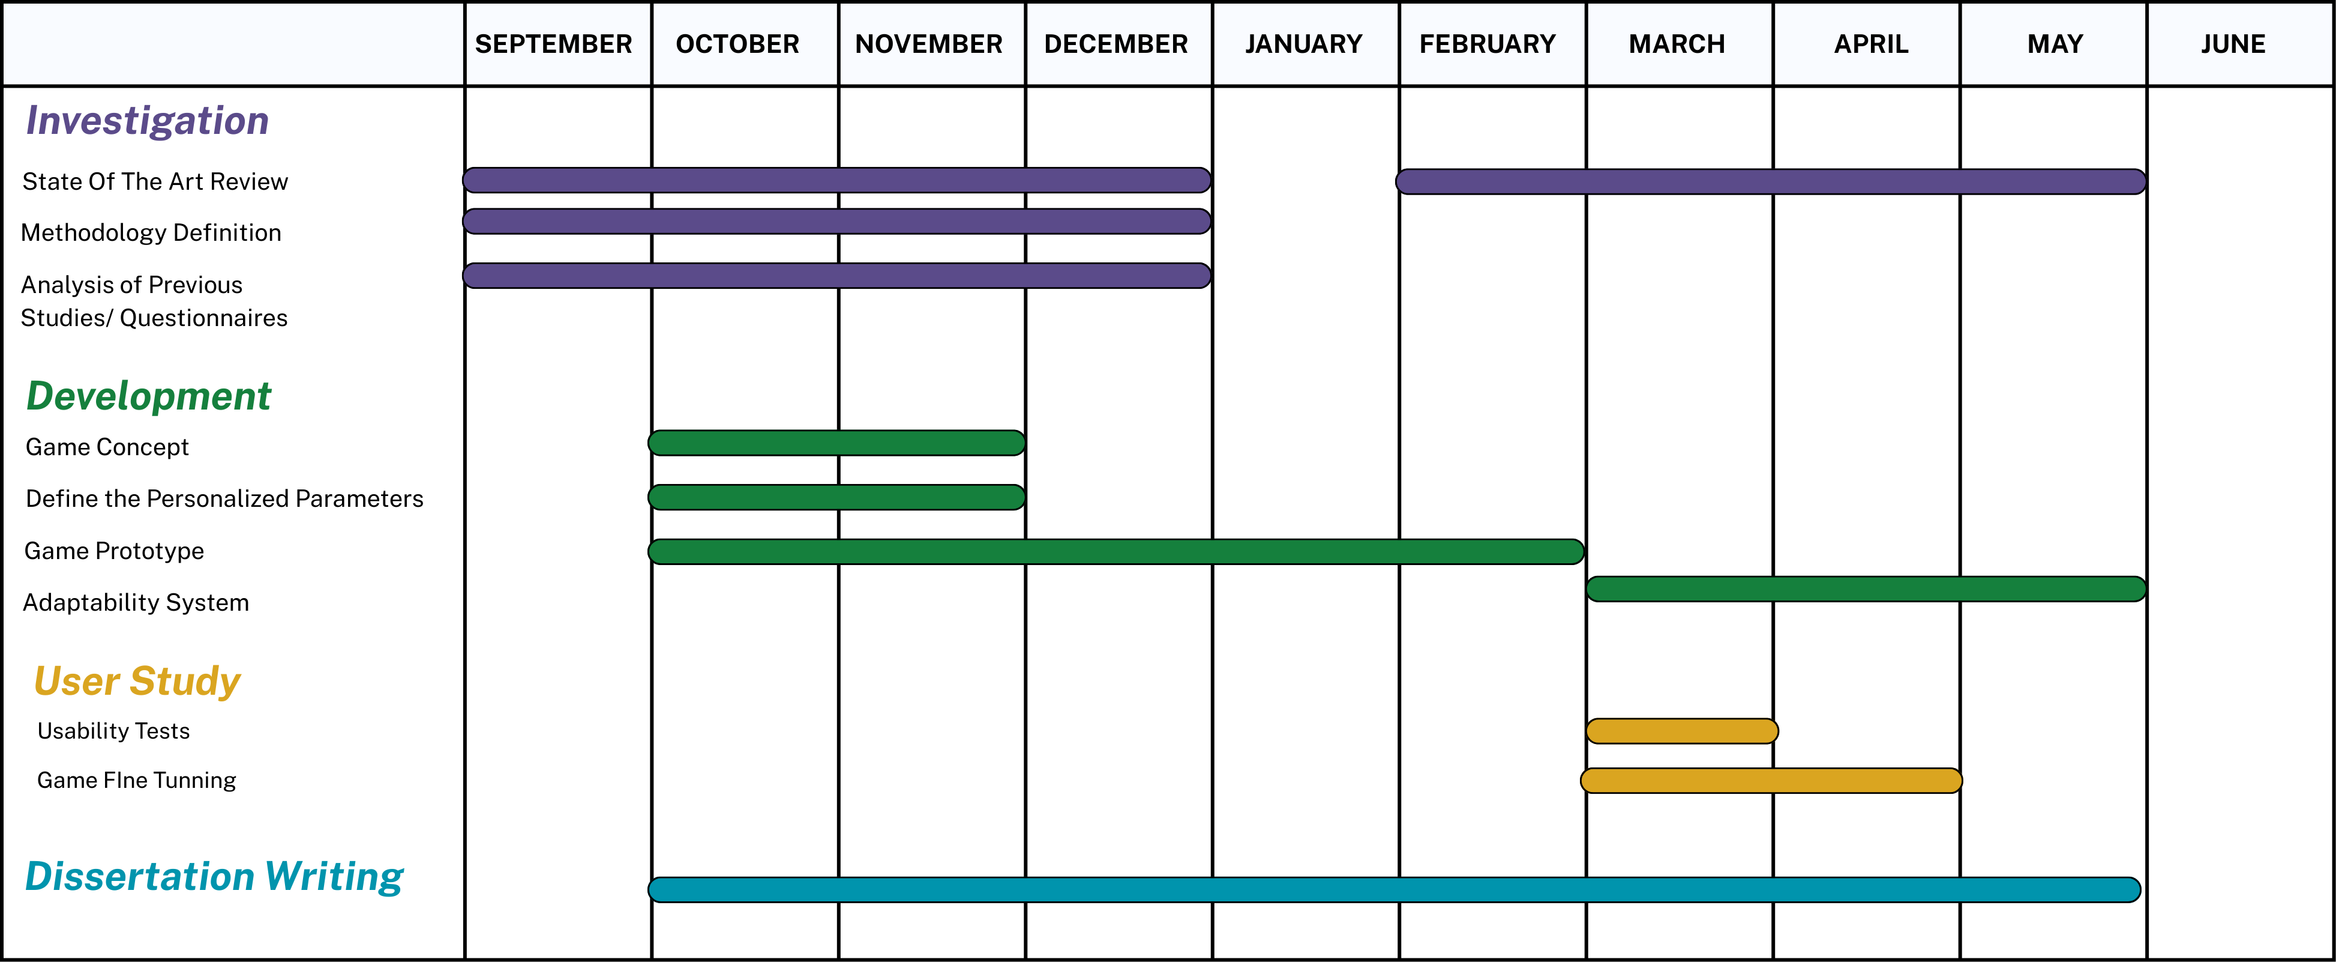 SEPTEMBER OCTOBER NOVEMBER DECEMBER JANUARY FEBRUARY MARCH APRIL MAY JUNE
Investigation
State Of The Art Review
Methodology Definition
Analysis of Previous
Studies/ Questionnaires
Development
Game Concept
Define the Personalized Parameters
Game Prototype
Adaptability System
User Study
Usability Tests
Game FIne Tunning
Dissertation Writing